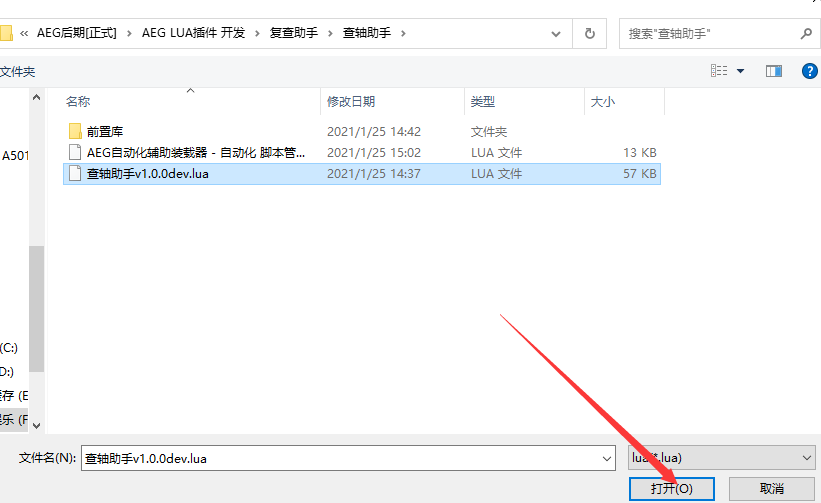 « AEG后期[正式] › AEG LUA插件 开发 › 复查助手 › 查轴助手 ›
搜索"查轴助手"
文件夹
名称 修改日期 类型 大小
前置库 2021/1/25 14:42 文件夹
AEG自动化辅助装载器 - 自动化 脚本管... 2021/1/25 15:02 LUA 文件 13 KB
查轴助手v1.0.0dev.lua 2021/1/25 14:37 LUA 文件 57 KB
A501
(C:)
D:)
存 (E
乐 (F
文件名(N): 查轴助手v1.0.0dev.lua
.lua)
打开(O) 取消